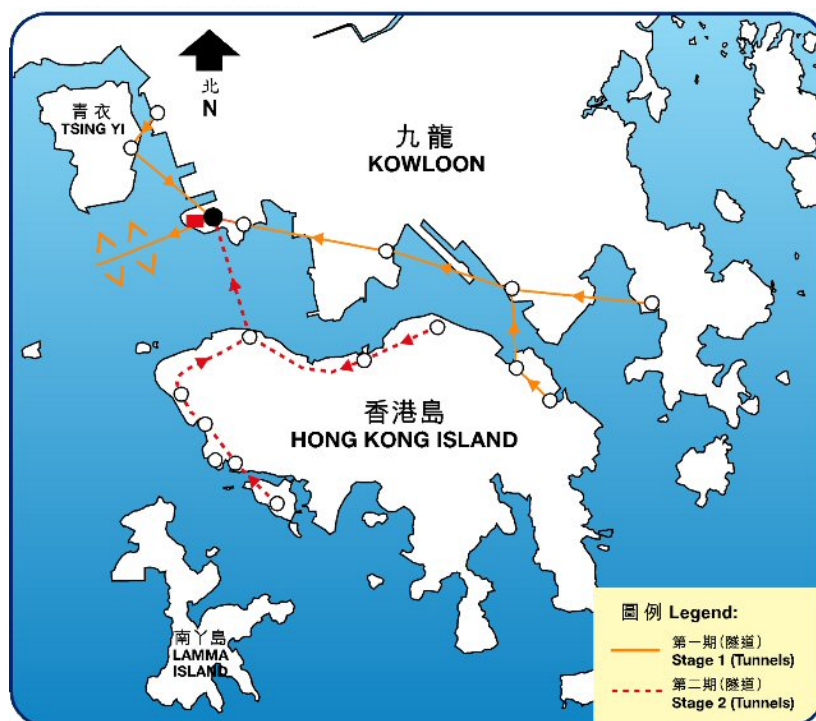 北
N
青衣
TSING YI
九龍
KOWLOON
香港島
HONG KONG ISLAND
南丫島
LAMMA
ISLAND
圖例 Legend:
第一期(隧道)
Stage 1 (Tunnels)
第二期(隧道)
Stage 2 (Tunnels)